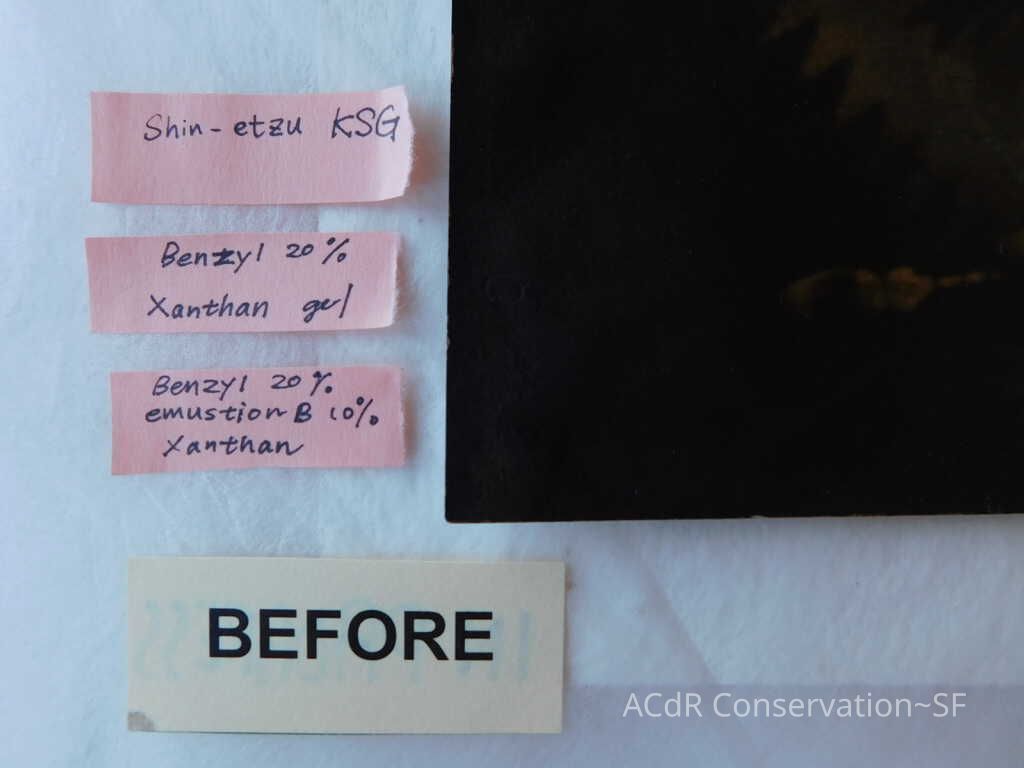 Shin-etzu KSG
Benzyl 20%
Xanthan gel
Benzyl 20%
emustion B 10%
Xanthan
BEFORE
ACdR Conservation~SF